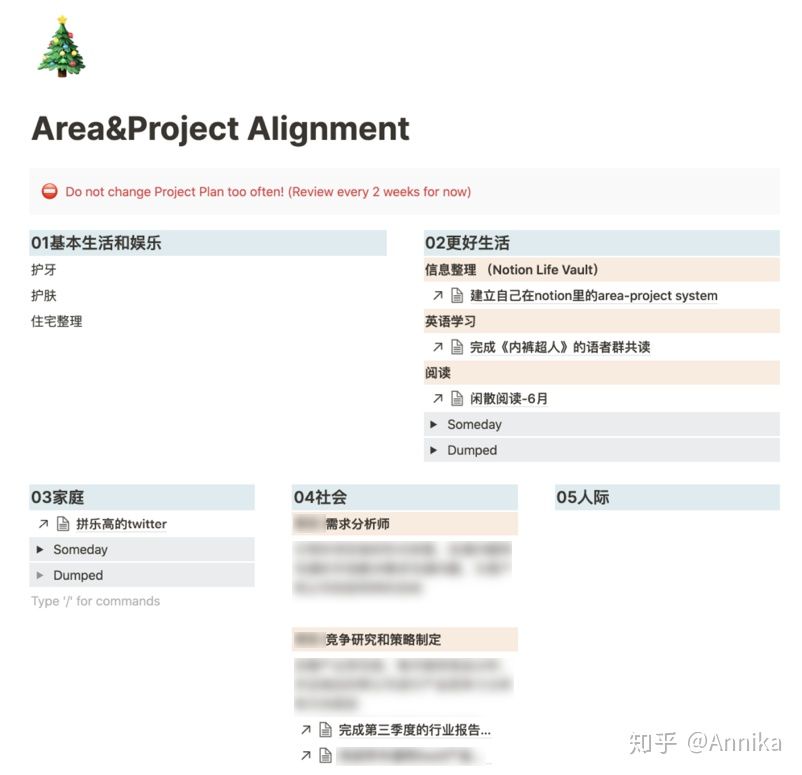 Area&Project Alignment
Do not change Project Plan too often! (Review every 2 weeks for now)
01基本生活和娱乐
护牙
护肤
住宅整理
02更好生活
信息整理 （Notion Life Vault）
建立自己在notion里的area-project system
英语学习
完成《内裤超人》的语者群共读
阅读
闲散阅读-6月
Someday
Dumped
03家庭
拼乐高的twitter
Someday
Dumped
Type '/' for commands
04社会
需求分析师
竞争研究和策略制定
完成第三季度的行业报告...
05人际
知乎 @Annika